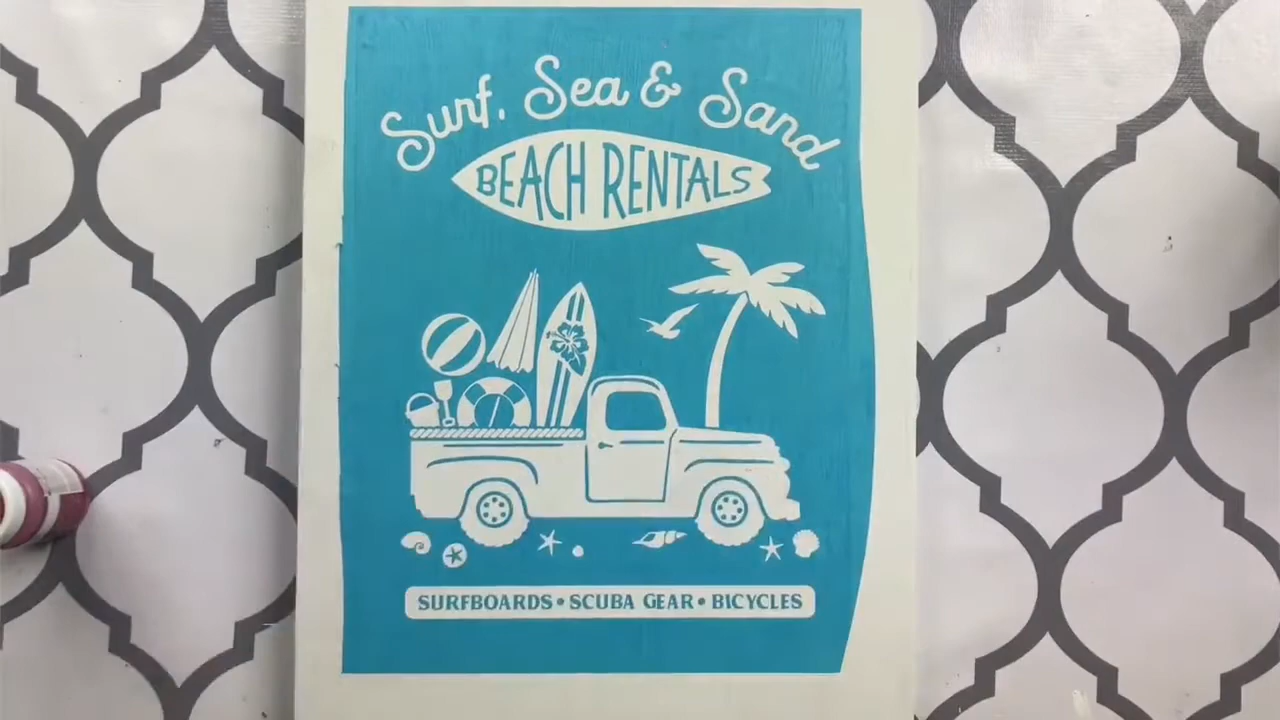 Surf, Sea & Sand
BEACH RENTALS
SURFBOARDS • SCUBA GEAR • BICYCLES